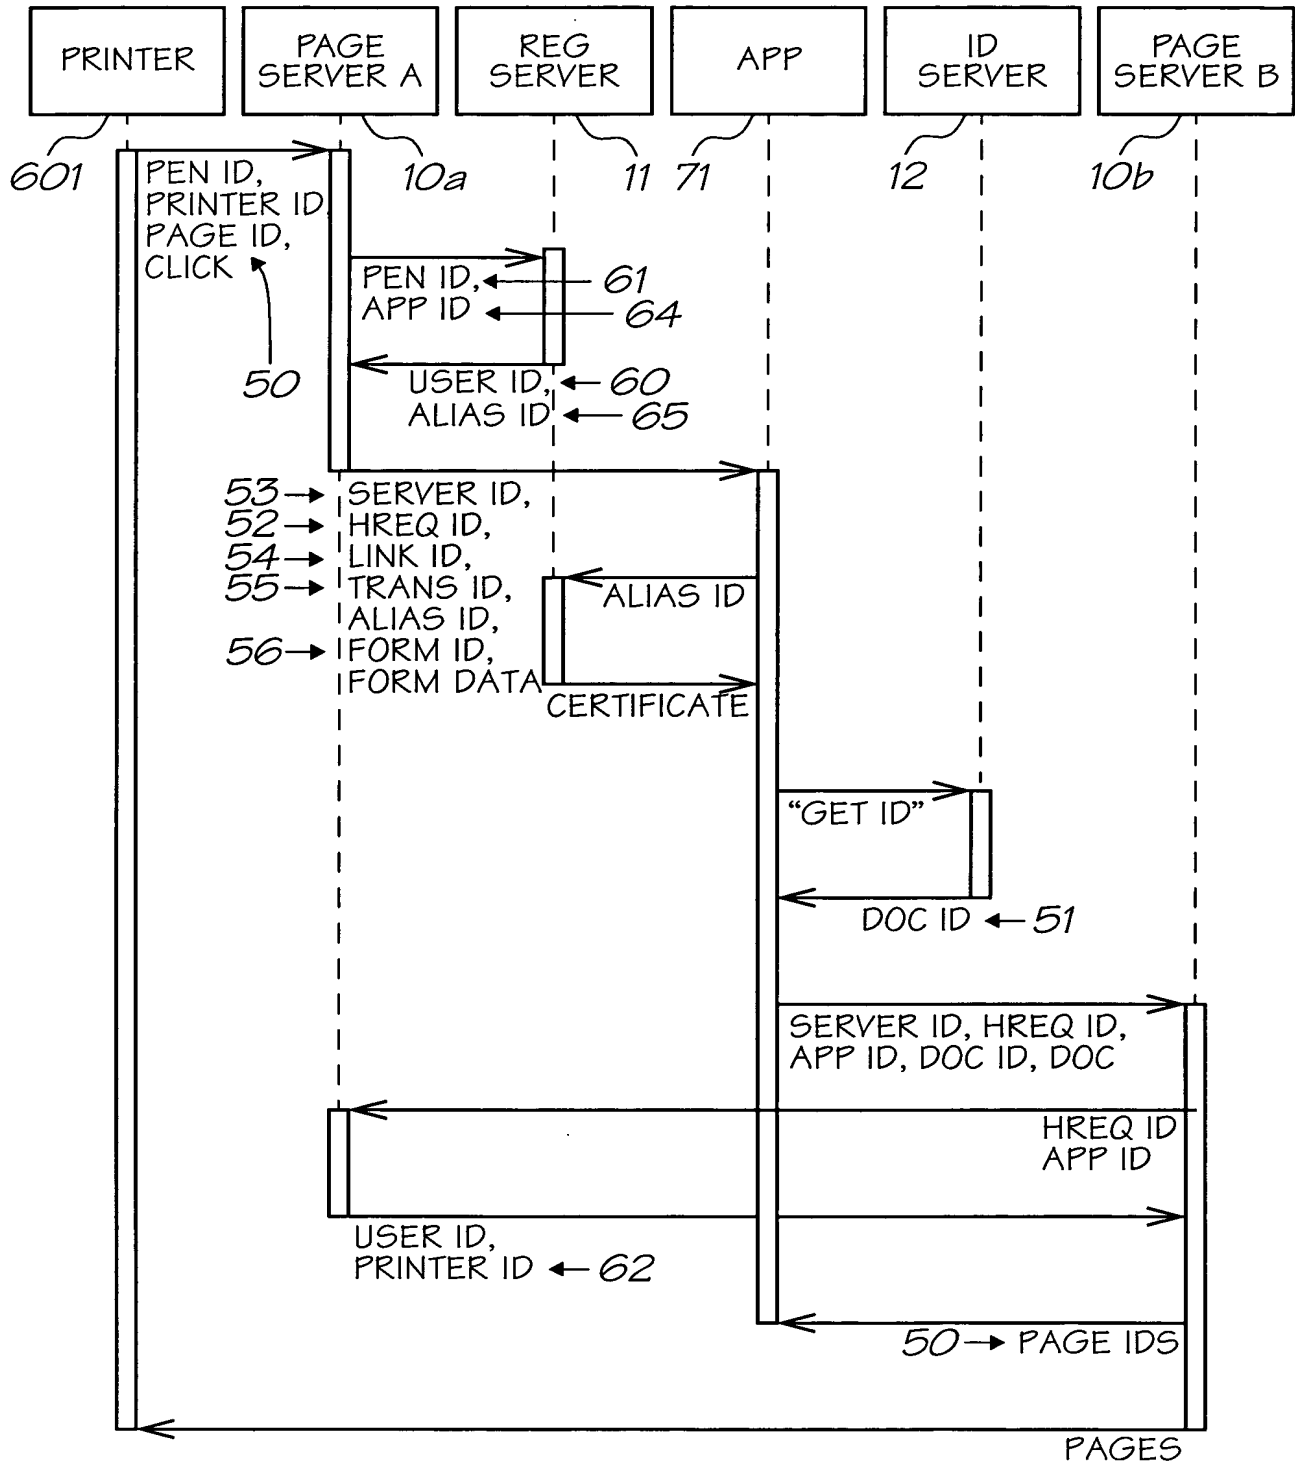 PRINTER
PAGE
SERVER A
REG
SERVER
APP
ID
SERVER
PAGE
SERVER B
601
10a
11
71
12
10b
PEN ID,
PRINTER ID
PAGE ID,
CLICK
50
PEN ID,
61
APP ID
64
USER ID,
60
ALIAS ID
65
53
SERVER ID,
52
HREQ ID,
54
LINK ID,
55
TRANS ID,
ALIAS ID,
56
FORM ID,
FORM DATA
ALIAS ID
CERTIFICATE
“GET ID”
DOC ID
51
SERVER ID, HREQ ID,
APP ID, DOC ID, DOC
HREQ ID
APP ID
USER ID,
PRINTER ID
62
50
PAGE IDS
PAGES